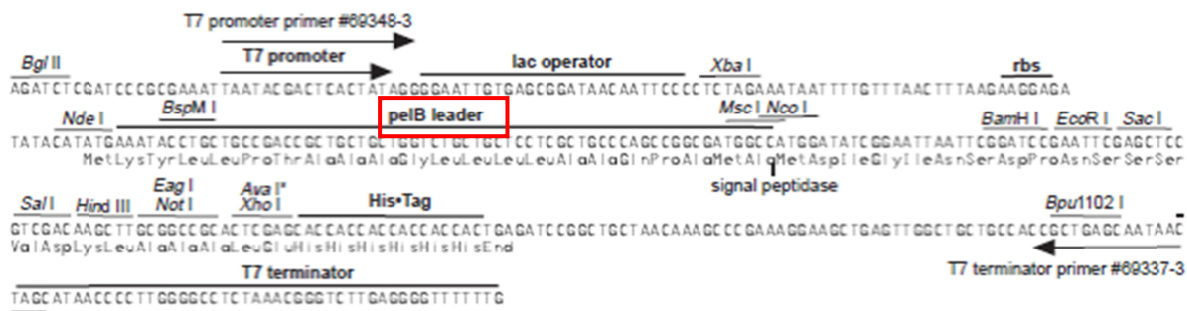 T7 promoter primer #69348-3
Bgl II T7 promoter lac operator Xba I rbs
AGATCTCGATCCCGCGAAATTAATACGACTCACTATAGGGGAATTGTGAGCGGATAACAATTCCCCTCTAGAAATAATTTTGTTTAACTTTAAGAAGGAGA
Nde I BspM I pelB leader Msc I Nco I BamH I EcoR I Sac I
TATACATATGAAATACCTGCTGCCGACCGCTGCTGCTGGTCTGCTGCTCCTCGCTGCCCAGCCGGCGATGGCCATGGATATCGGAATTAATTCGGATCCGAATTCGAGCTCC
MetLysTyrLeuLeuProThrAlaAlaAlaGlyLeuLeuLeuLeuAlaAlaGlnProAlaMetAlaMetAspIleGlyIleAsnSerAspProAsnSerSerSer
signal peptidase
Eag I Ava I*
Sal I Hind III Not I Xho I His•Tag Bpu1102 I
GTCGACAAGCTTGCGGCCGCACTCGAGCACCACCACCACCACCACTGAGATCCGGCTGCTAACAAAGCCCGAAAGGAAGCTGAGTTGGCTGCTGCCACCGCTGAGCAATAAC
ValAspLysLeuAlaAlaAlaLeuGluHisHisHisHisHisHisEnd
T7 terminator T7 terminator primer #69337-3
TAGCATAACCCCTTGGGGCCTCTAAACGGGTCTTGAGGGGTTTTTTG